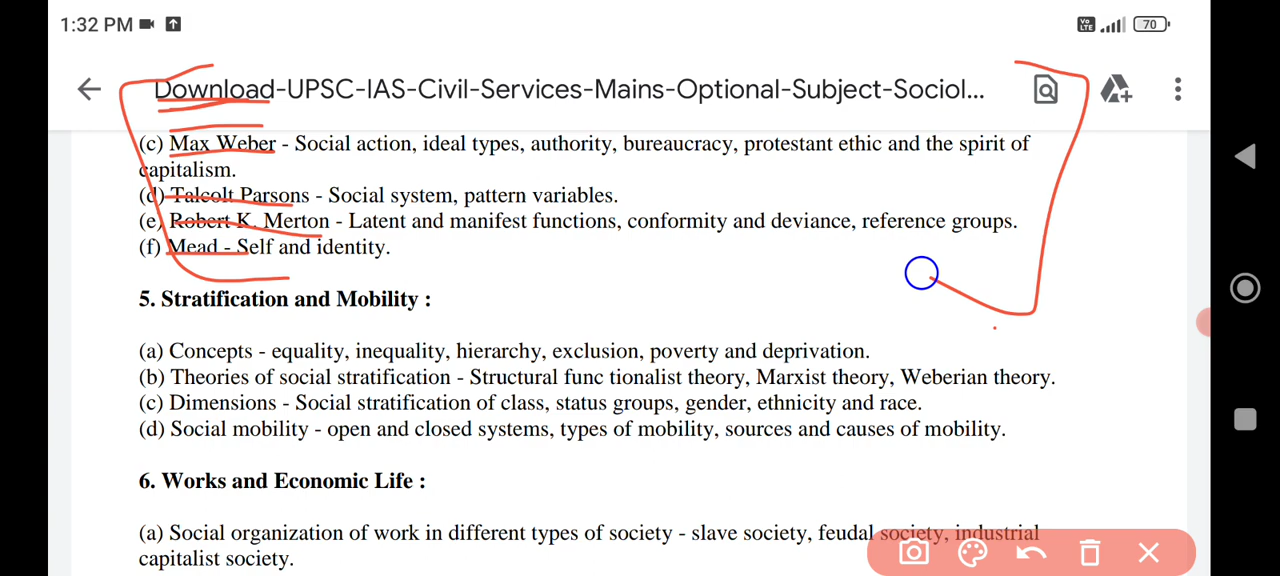 1:32 PM
Vo LTE 70
Download-UPSC-IAS-Civil-Services-Mains-Optional-Subject-Sociol...
(c) Max Weber - Social action, ideal types, authority, bureaucracy, protestant ethic and the spirit of
capitalism.
(d) Talcolt Parsons - Social system, pattern variables.
(e) Robert K. Merton - Latent and manifest functions, conformity and deviance, reference groups.
(f) Mead - Self and identity.
5. Stratification and Mobility :
(a) Concepts - equality, inequality, hierarchy, exclusion, poverty and deprivation.
(b) Theories of social stratification - Structural func tionalist theory, Marxist theory, Weberian theory.
(c) Dimensions - Social stratification of class, status groups, gender, ethnicity and race.
(d) Social mobility - open and closed systems, types of mobility, sources and causes of mobility.
6. Works and Economic Life :
(a) Social organization of work in different types of society - slave society, feudal society, industrial
capitalist society.